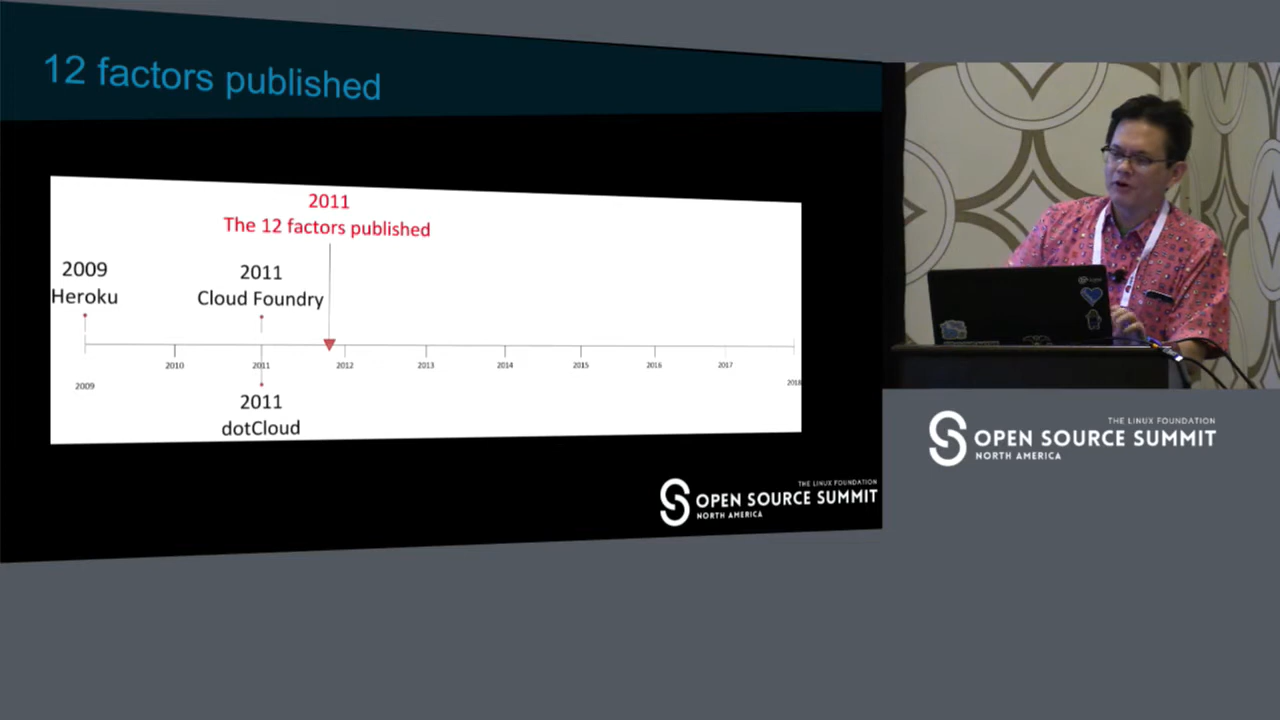 12 factors published
2011
The 12 factors published
2009
Heroku
2011
Cloud Foundry
2009
2010
2011
2012
2013
2014
2015
2016
2017
2018
2011
dotCloud
THE LINUX FOUNDATION
OPEN SOURCE SUMMIT
NORTH AMERICA
THE LINUX FOUNDATION
OPEN SOURCE SUMMIT
NORTH AMERICA